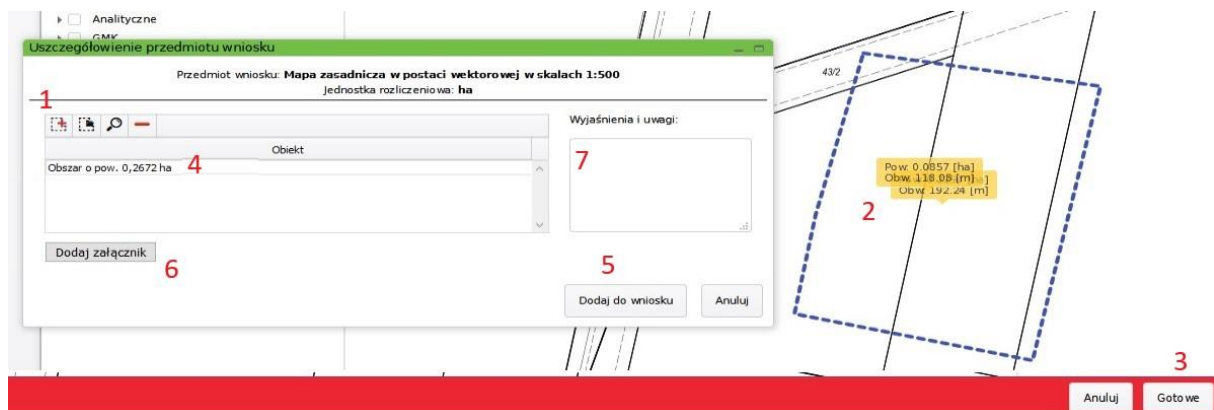 Analityczne
GMK
Uszczegółowienie przedmiotu wniosku
Przedmiot wniosku: Mapa zasadnicza w postaci wektorowej w skalach 1:500
Jednostka rozliczeniowa: ha
1
Wyjaśnienia i uwagi:
Obiekt
Obszar o pow. 0,2672 ha
4
7
Dodaj załącznik
6
5
Dodaj do wniosku
Anuluj
43/2
Pow: 0.0857 [ha]
Obw: 118.08 [m]
Obw: 192.24 [m]
2
3
Anuluj
Gotowe